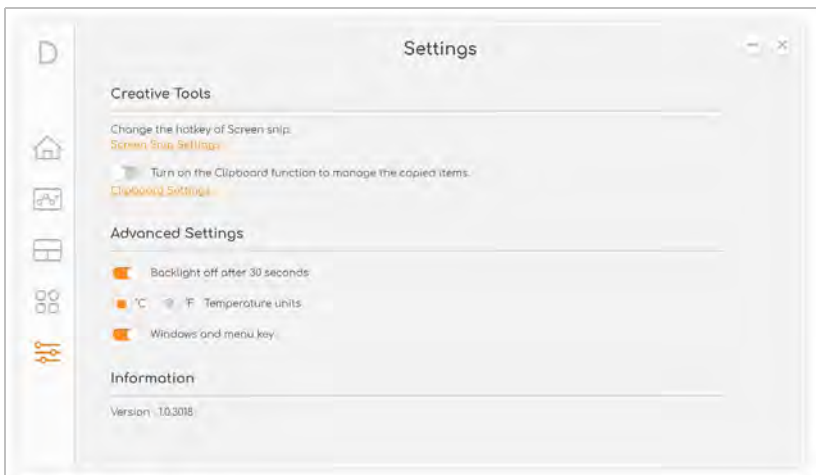 D
Settings
Creative Tools
Change the hotkey of Screen snip.
Screen Snip Settings
Turn on the Clipboard function to manage the copied items.
Clipboard Settings
Advanced Settings
Backlight off after 30 seconds
°C °F Temperature units
Windows and menu key
Information
Version 1.0.3018